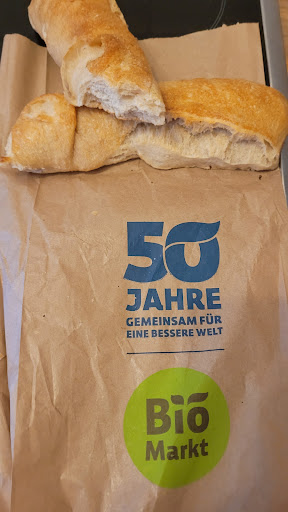 50
JAHRE
GEMEINSAM FÜR
EINE BESSERE WELT
Bio
Markt